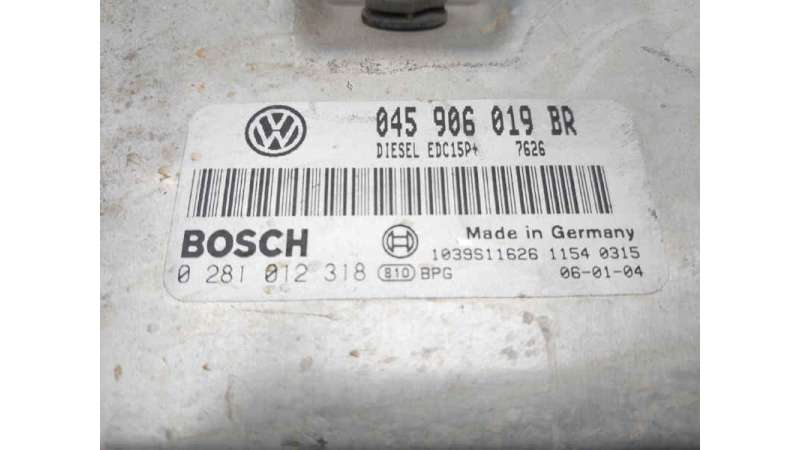 045 906 019 BR
DIESEL EDC15P+ 7626
BOSCH Made in Germany
1039S11626 1154 0315
0 281 012 318 810 BPG 06-01-04